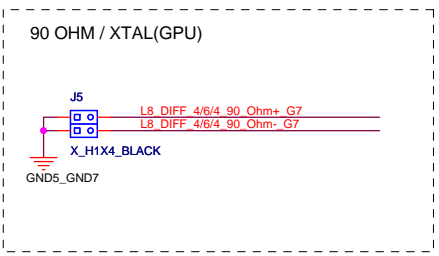 90 OHM / XTAL(GPU)
J5
L8_DIFF_4/6/4_90_Ohm+_G7
L8_DIFF_4/6/4_90_Ohm-_G7
X_H1X4_BLACK
GND5_GND7